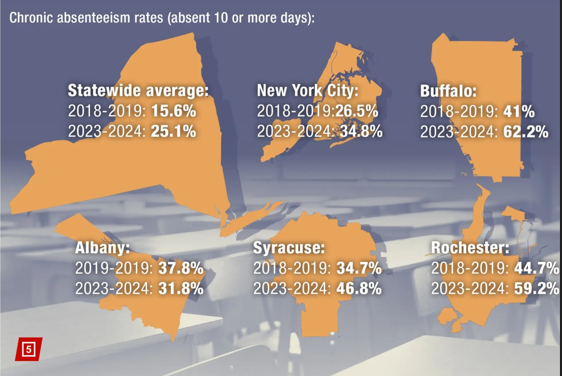 Chronic absenteeism rates (absent 10 or more days):
Statewide average:
2018-2019: 15.6%
2023-2024: 25.1%
New York City:
2018-2019:26.5%
2023-2024: 34.8%
Buffalo:
2018-2019: 41%
2023-2024: 62.2%
Albany:
2019-2019: 37.8%
2023-2024: 31.8%
Syracuse:
2018-2019: 34.7%
2023-2024: 46.8%
Rochester:
2018-2019: 44.7%
2023-2024: 59.2%
5